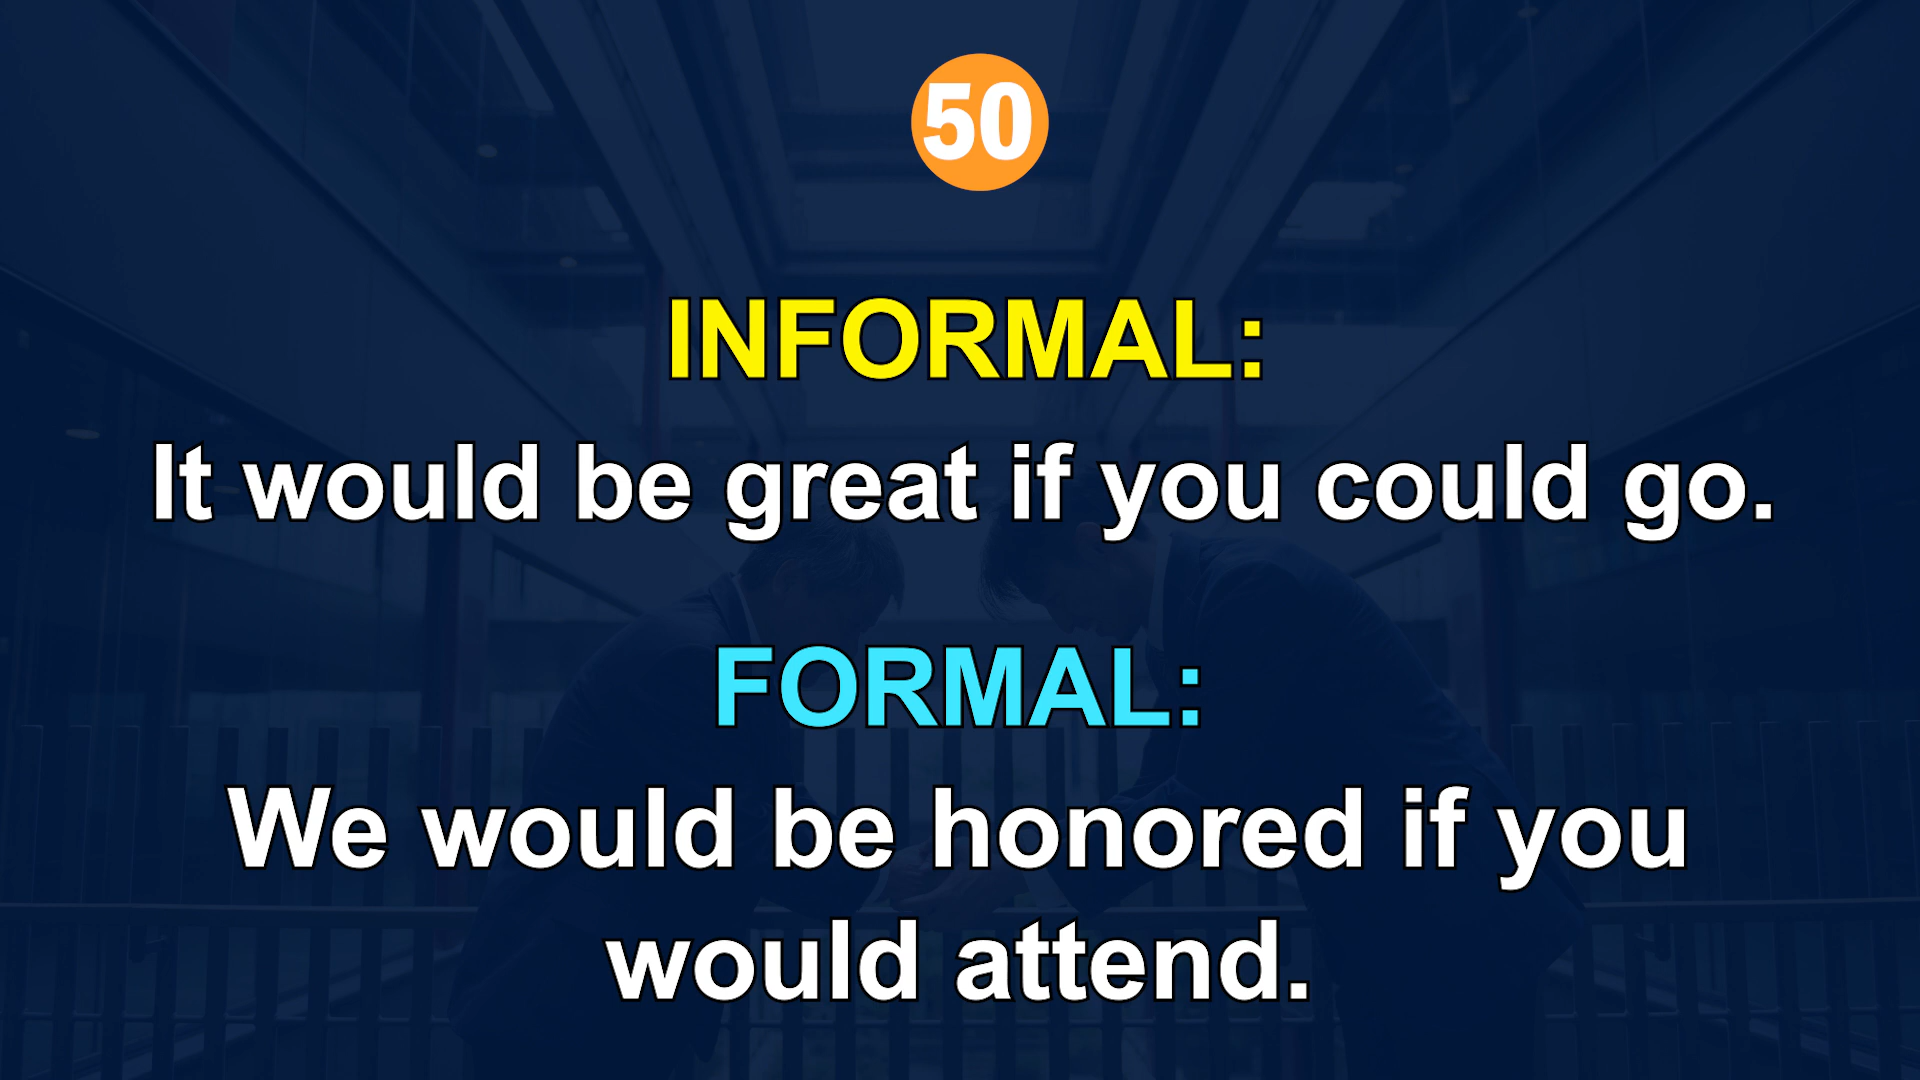 50
INFORMAL:
It would be great if you could go.
FORMAL:
We would be honored if you
would attend.